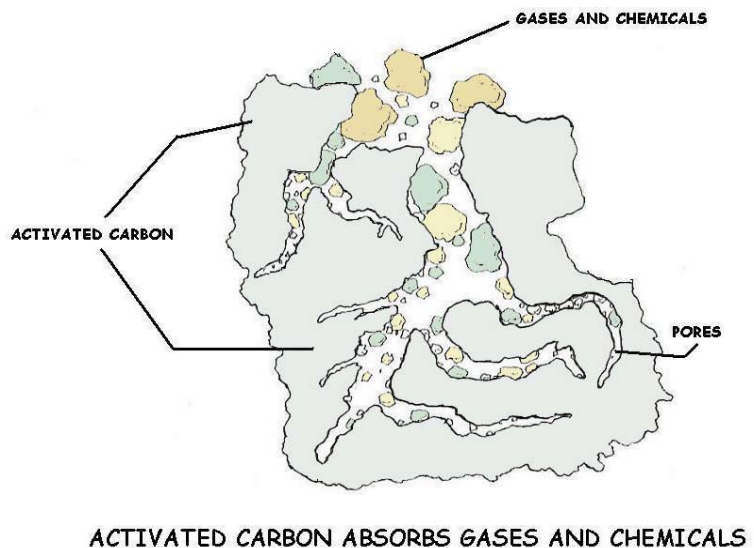 GASES AND CHEMICALS
ACTIVATED CARBON
PORES
ACTIVATED CARBON ABSORBS GASES AND CHEMICALS